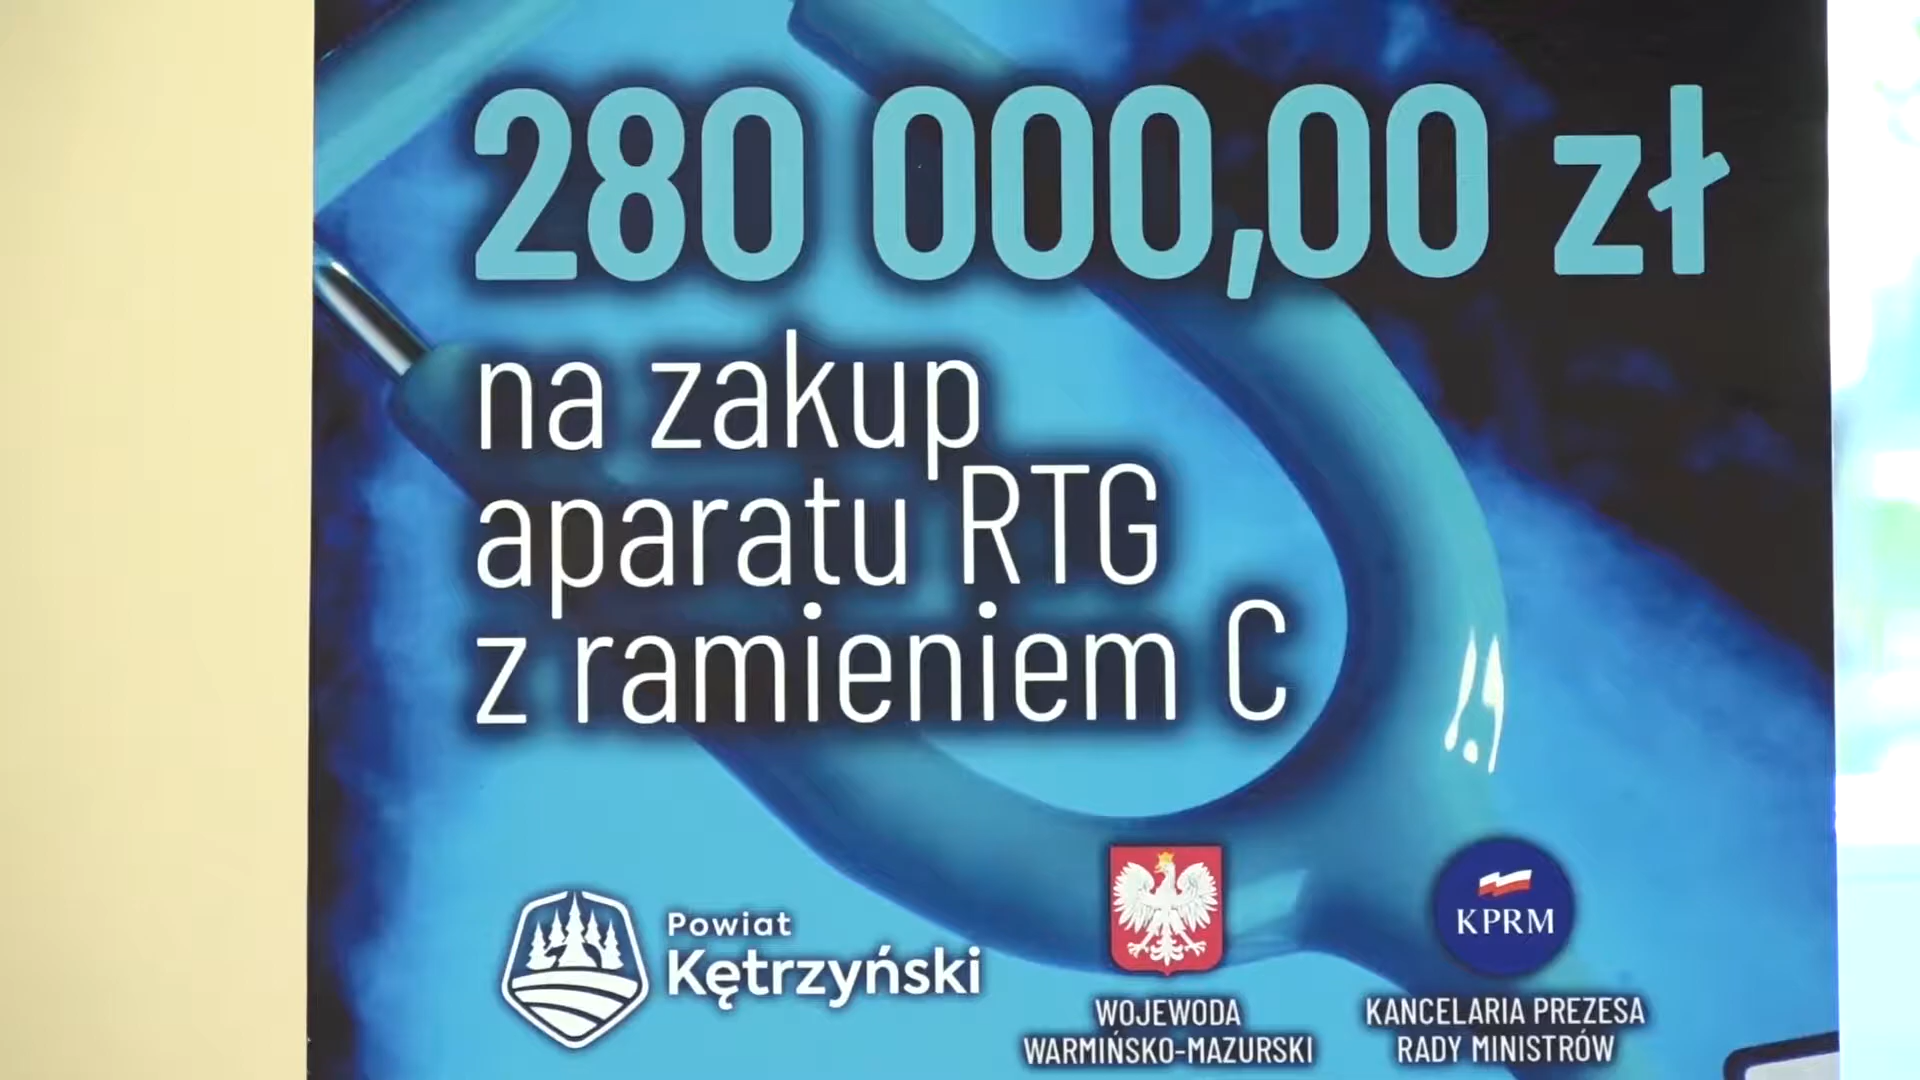 280 000,00 zł
na zakup
aparatu RTG
z ramieniem C
Powiat
Kętrzyński
WOJEWODA
WARMIŃSKO-MAZURSKI
KPRM
KANCELARIA PREZESA
RADY MINISTRÓW